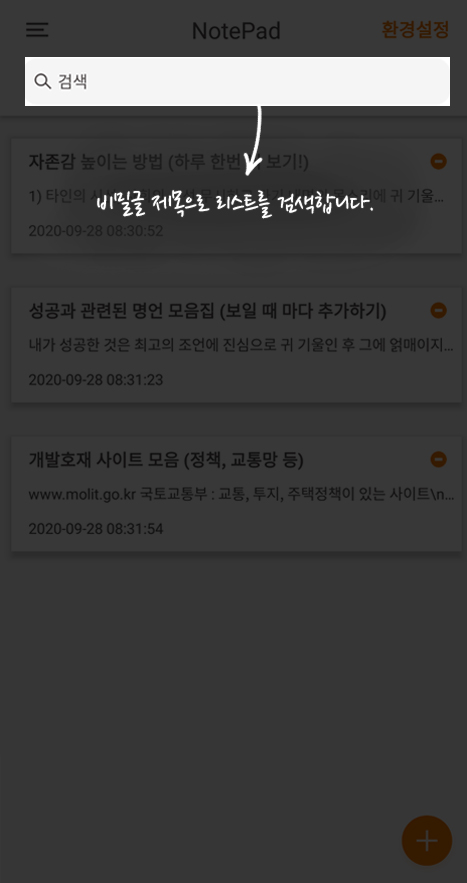 NotePad
환경설정
검색
자존감 높이는 방법 (하루 한번 보기!)
비밀글 제목으로 리스트를 검색합니다.
1) 타인의 귀 기울...
2020-09-28 08:30:52
성공과 관련된 명언 모음집 (보일 때 마다 추가하기)
내가 성공한 것은 최고의 조언에 진심으로 귀 기울인 후 그에 얽매이지...
2020-09-28 08:31:23
개발호재 사이트 모음 (정책, 교통망 등)
www.molit.go.kr 국토교통부 : 교통, 투지, 주택정책이 있는 사이트\n...
2020-09-28 08:31:54